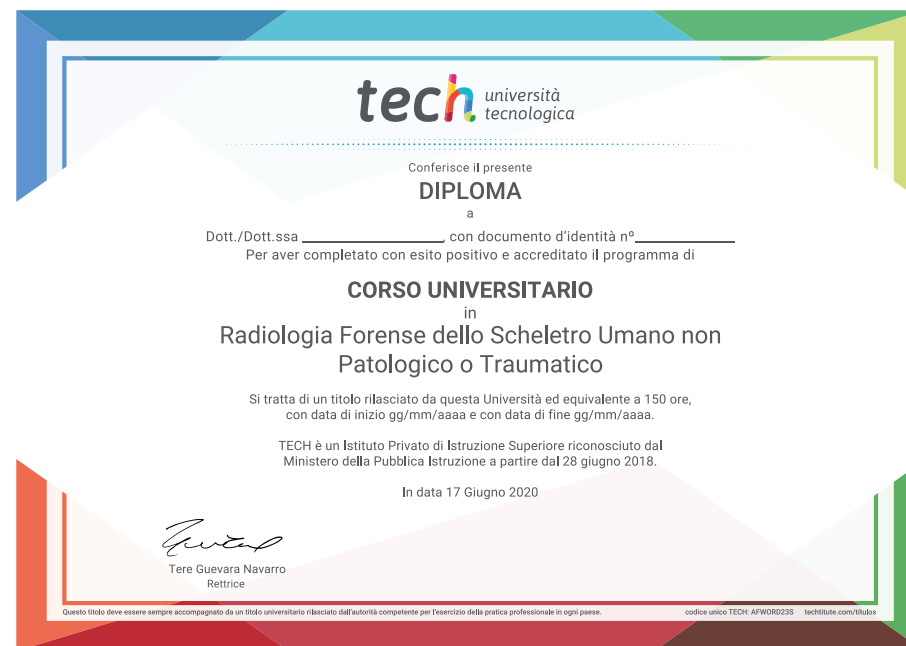 tech università
tecnologica
Conferisce il presente
DIPLOMA
a
Dott./Dott.ssa ________________, con documento d'identità nº____________
Per aver completato con esito positivo e accreditato il programma di
CORSO UNIVERSITARIO
in
Radiologia Forense dello Scheletro Umano non
Patologico o Traumatico
Si tratta di un titolo rilasciato da questa Università ed equivalente a 150 ore,
con data di inizio gg/mm/aaaa e con data di fine gg/mm/aaaa.
TECH è un Istituto Privato di Istruzione Superiore riconosciuto dal
Ministero della Pubblica Istruzione a partire dal 28 giugno 2018.
In data 17 Giugno 2020
Tere Guevara Navarro
Rettrice
Questo titolo deve essere sempre accompagnato da un titolo universitario rilasciato dall'autorità competente per l'esercizio della pratica professionale in ogni paese.
codice unico TECH: AFWORD23S techtitute.com/títulos